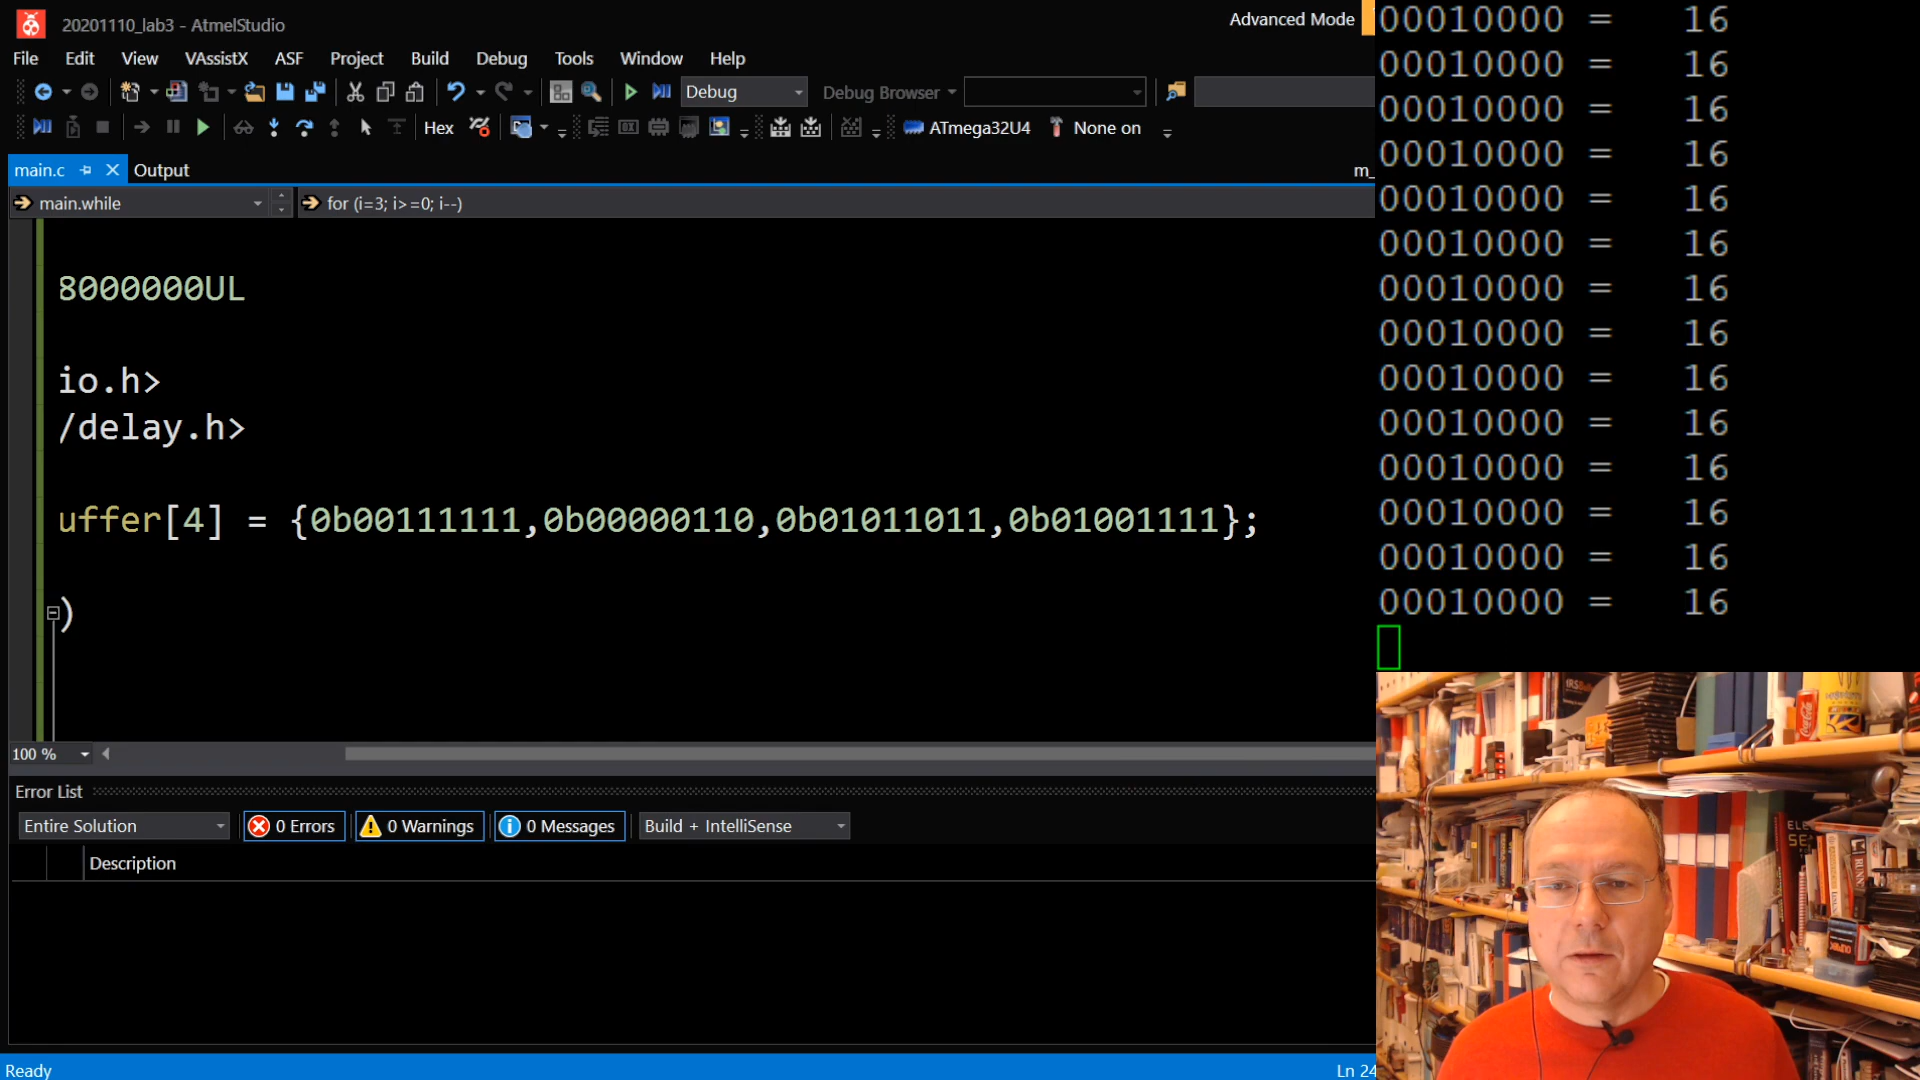 20201110_lab3 - AtmelStudio
Advanced Mode
File Edit View VAssistX ASF Project Build Debug Tools Window Help
Debug Debug Browser
Hex ATmega32U4 None on
main.c Output m_
main.while for (i=3; i>=0; i--)
8000000UL
io.h>
/delay.h>
uffer[4] = {0b00111111,0b00000110,0b01011011,0b01001111};
)
100 %
Error List
Entire Solution 0 Errors 0 Warnings 0 Messages Build + IntelliSense
Description
Ready Ln 24
00010000 = 16
00010000 = 16
00010000 = 16
00010000 = 16
00010000 = 16
00010000 = 16
00010000 = 16
00010000 = 16
00010000 = 16
00010000 = 16
00010000 = 16
00010000 = 16
00010000 = 16
00010000 = 16